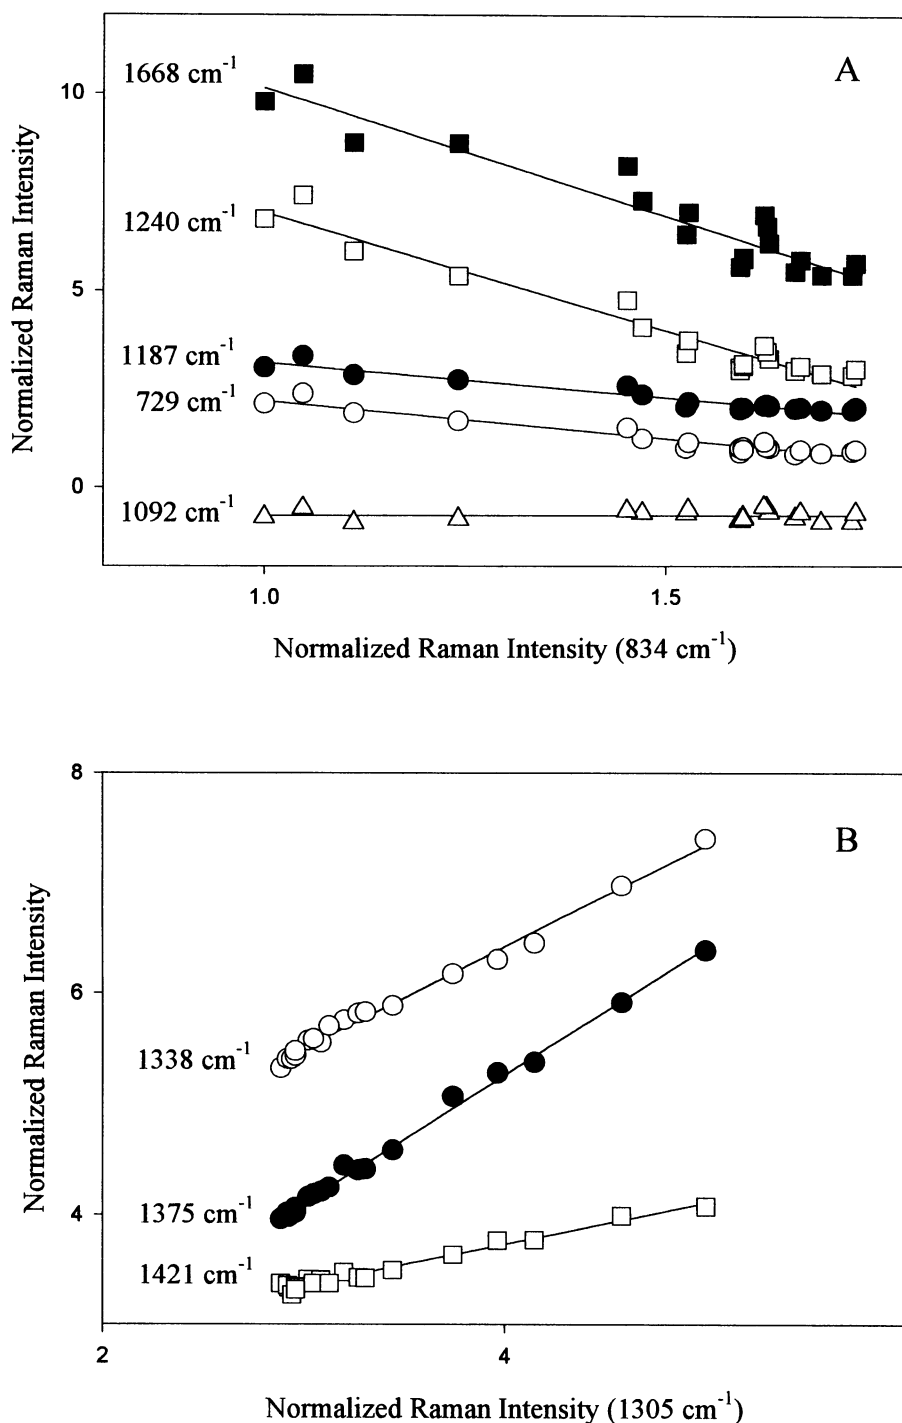 A
1668 cm⁻¹
10
1240 cm⁻¹
5
1187 cm⁻¹
729 cm⁻¹
0
1092 cm⁻¹
Normalized Raman Intensity
1.0 1.5
Normalized Raman Intensity (834 cm⁻¹)
8
B
6
1338 cm⁻¹
1375 cm⁻¹
4
1421 cm⁻¹
Normalized Raman Intensity
2 4
Normalized Raman Intensity (1305 cm⁻¹)